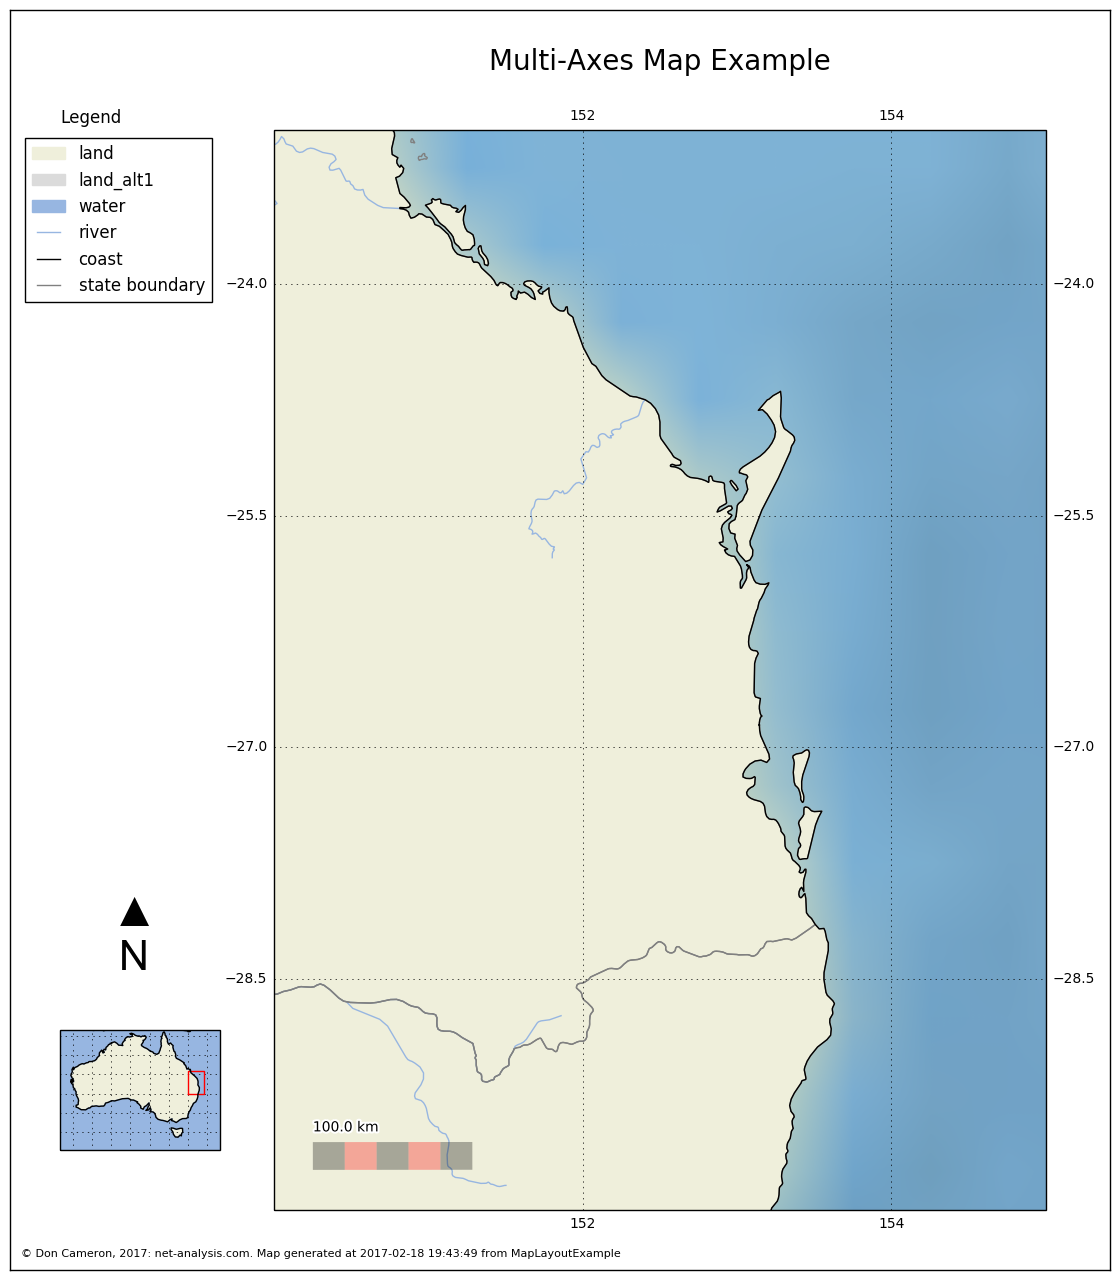 Multi-Axes Map Example
Legend
land
land_alt1
water
river
coast
state boundary
152
154
−24.0
−24.0
−25.5
−25.5
−27.0
−27.0
−28.5
−28.5
N
100.0 km
152
154
© Don Cameron, 2017: net-analysis.com. Map generated at 2017-02-18 19:43:49 from MapLayoutExample